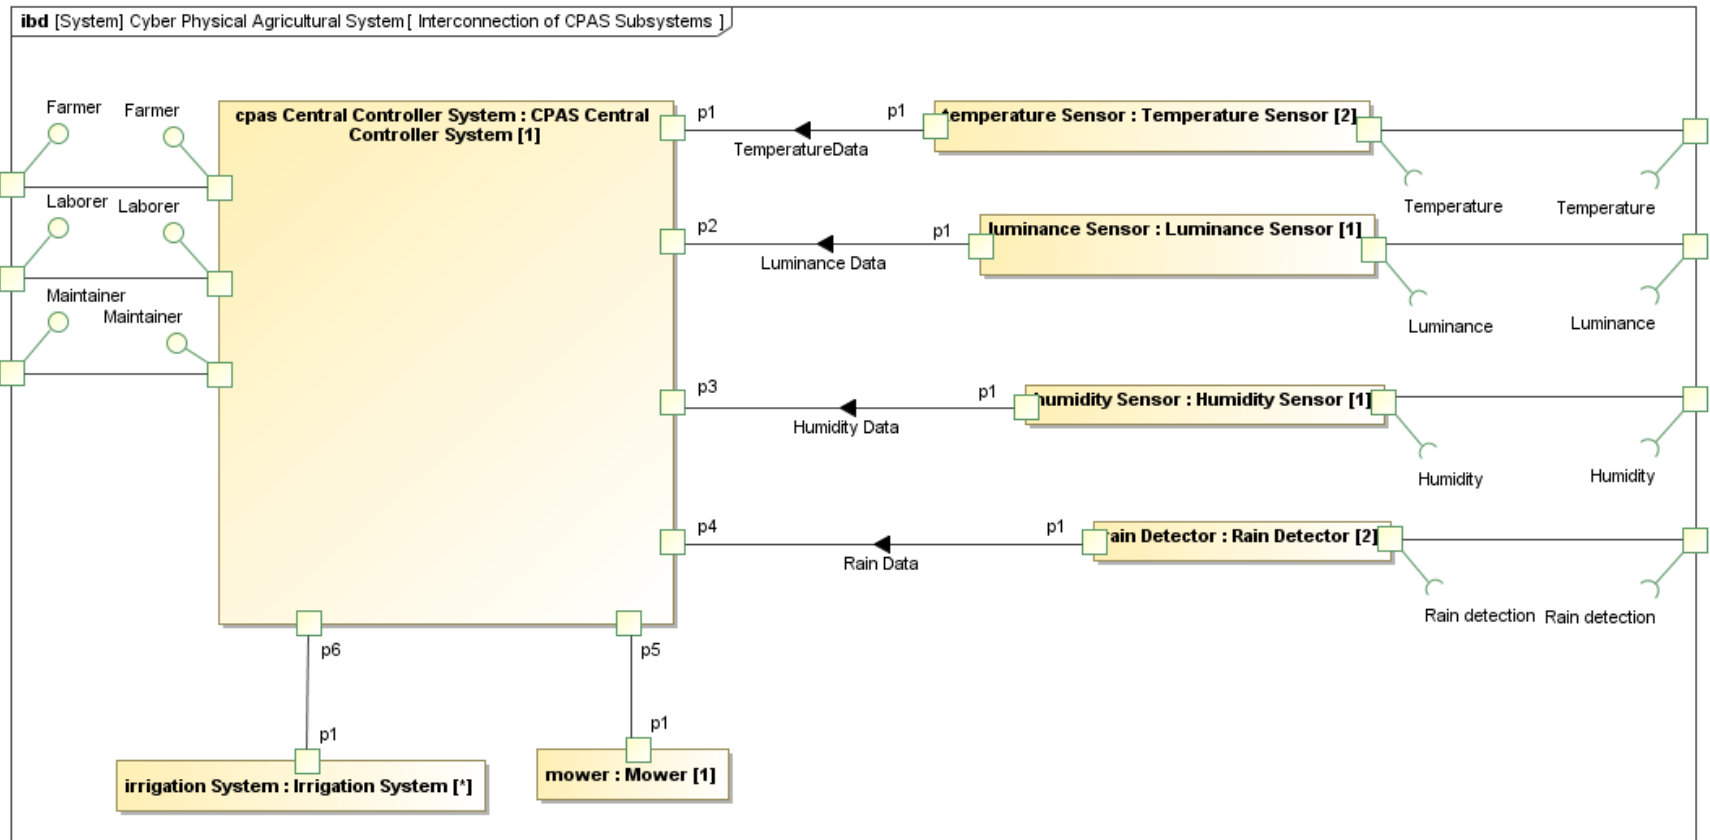 ibd [System] Cyber Physical Agricultural System [ Interconnection of CPAS Subsystems ]
Farmer
Farmer
Laborer
Laborer
Maintainer
Maintainer
cpas Central Controller System : CPAS Central
Controller System [1]
p1
TemperatureData
p1
temperature Sensor : Temperature Sensor [2]
Temperature
Temperature
p2
Luminance Data
p1
luminance Sensor : Luminance Sensor [1]
Luminance
Luminance
p3
Humidity Data
p1
humidity Sensor : Humidity Sensor [1]
Humidity
Humidity
p4
Rain Data
p1
rain Detector : Rain Detector [2]
Rain detection
Rain detection
p6
p5
p1
p1
irrigation System : Irrigation System [*]
mower : Mower [1]